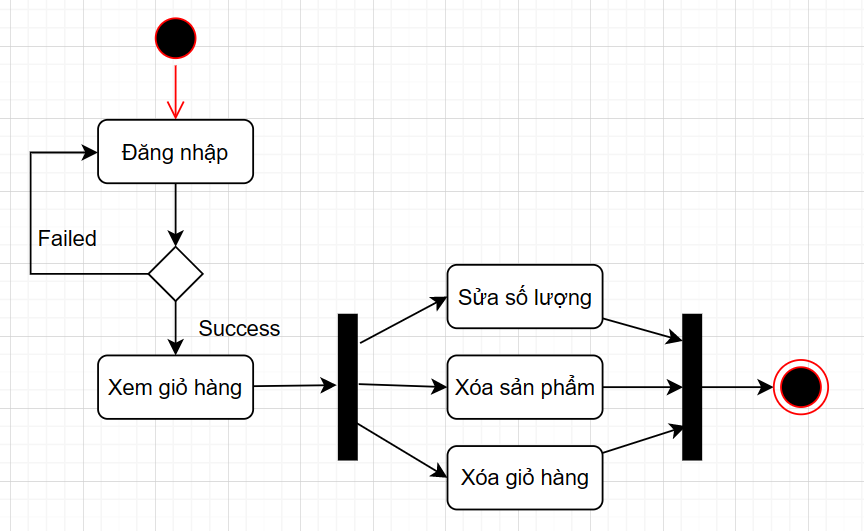 Đăng nhập
Failed
Success
Xem giỏ hàng
Sửa số lượng
Xóa sản phẩm
Xóa giỏ hàng